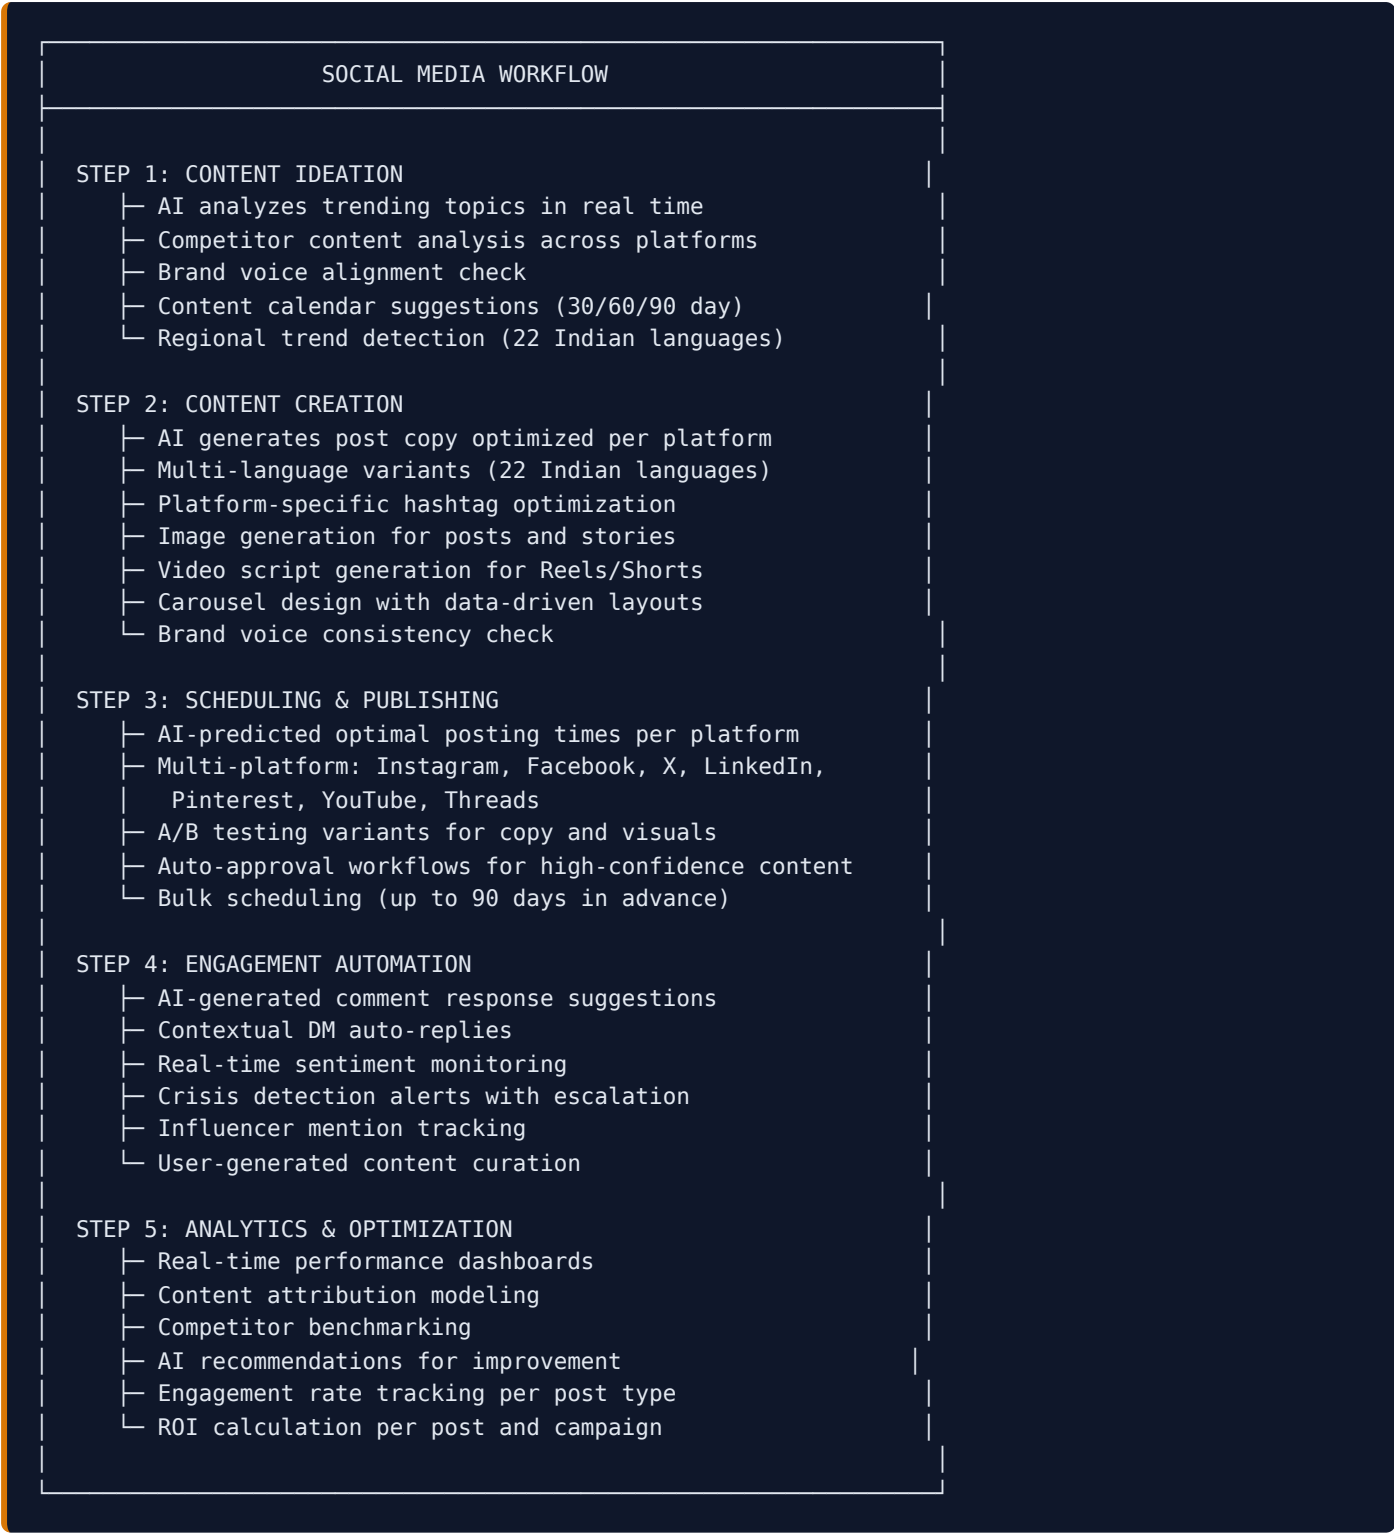 SOCIAL MEDIA WORKFLOW
STEP 1: CONTENT IDEATION
├─ AI analyzes trending topics in real time
├─ Competitor content analysis across platforms
├─ Brand voice alignment check
├─ Content calendar suggestions (30/60/90 day)
└─ Regional trend detection (22 Indian languages)
STEP 2: CONTENT CREATION
├─ AI generates post copy optimized per platform
├─ Multi-language variants (22 Indian languages)
├─ Platform-specific hashtag optimization
├─ Image generation for posts and stories
├─ Video script generation for Reels/Shorts
├─ Carousel design with data-driven layouts
└─ Brand voice consistency check
STEP 3: SCHEDULING & PUBLISHING
├─ AI-predicted optimal posting times per platform
├─ Multi-platform: Instagram, Facebook, X, LinkedIn,
│   Pinterest, YouTube, Threads
├─ A/B testing variants for copy and visuals
├─ Auto-approval workflows for high-confidence content
└─ Bulk scheduling (up to 90 days in advance)
STEP 4: ENGAGEMENT AUTOMATION
├─ AI-generated comment response suggestions
├─ Contextual DM auto-replies
├─ Real-time sentiment monitoring
├─ Crisis detection alerts with escalation
├─ Influencer mention tracking
└─ User-generated content curation
STEP 5: ANALYTICS & OPTIMIZATION
├─ Real-time performance dashboards
├─ Content attribution modeling
├─ Competitor benchmarking
├─ AI recommendations for improvement
├─ Engagement rate tracking per post type
└─ ROI calculation per post and campaign